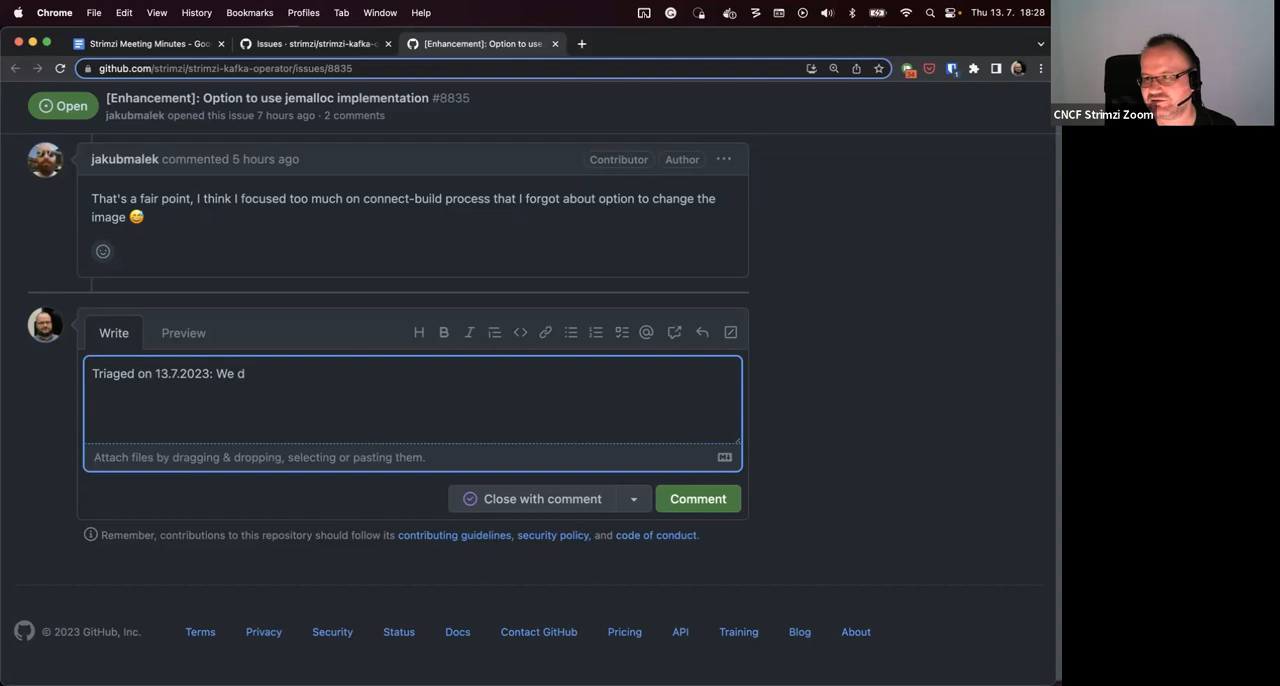 Chrome File Edit View History Bookmarks Profiles Tab Window Help Thu 13. 7. 18:28
Strimzi Meeting Minutes - Goo Issues · strimzi/strimzi-kafka-o [Enhancement]: Option to use
github.com/strimzi/strimzi-kafka-operator/issues/8835
CNCF Strimzi Zoom
Open [Enhancement]: Option to use jemalloc implementation #8835
jakubmalek opened this issue 7 hours ago · 2 comments
jakubmalek commented 5 hours ago Contributor Author
That's a fair point, I think I focused too much on connect-build process that I forgot about option to change the
image 😅
Write Preview
Triaged on 13.7.2023: We d
Attach files by dragging & dropping, selecting or pasting them.
Close with comment Comment
Remember, contributions to this repository should follow its contributing guidelines, security policy, and code of conduct.
© 2023 GitHub, Inc. Terms Privacy Security Status Docs Contact GitHub Pricing API Training Blog About